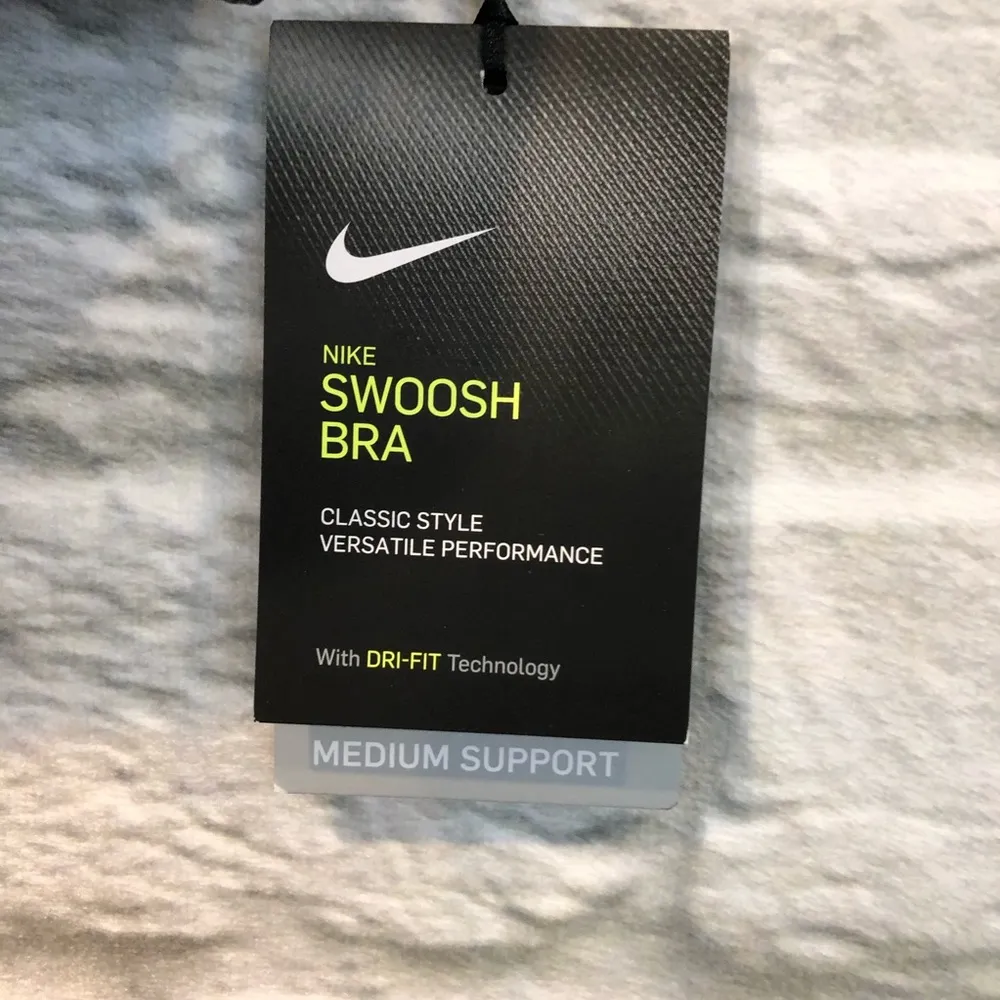 NIKE
SWOOSH
BRA
CLASSIC STYLE
VERSATILE PERFORMANCE
With DRI-FIT Technology
MEDIUM SUPPORT